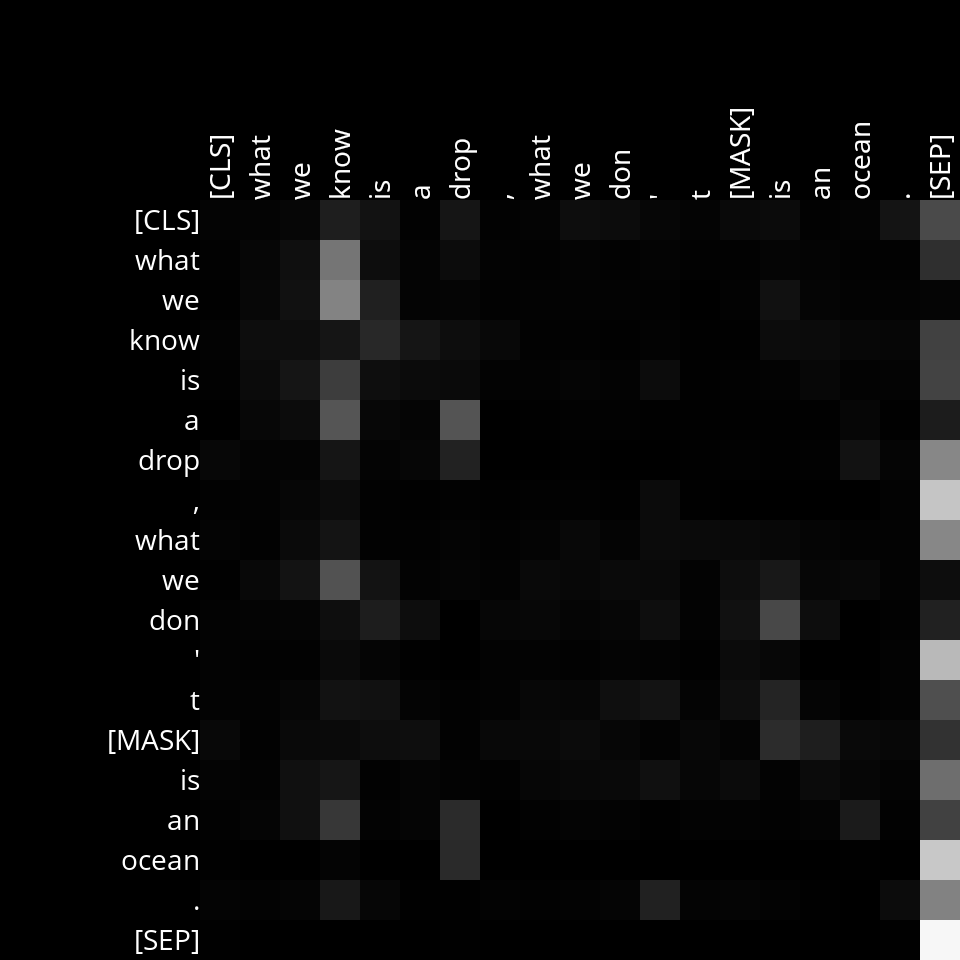 [CLS] what we know is a drop , what we don ' t [MASK] is an ocean . [SEP]
[CLS]
what
we
know
is
a
drop
,
what
we
don
'
t
[MASK]
is
an
ocean
.
[SEP]